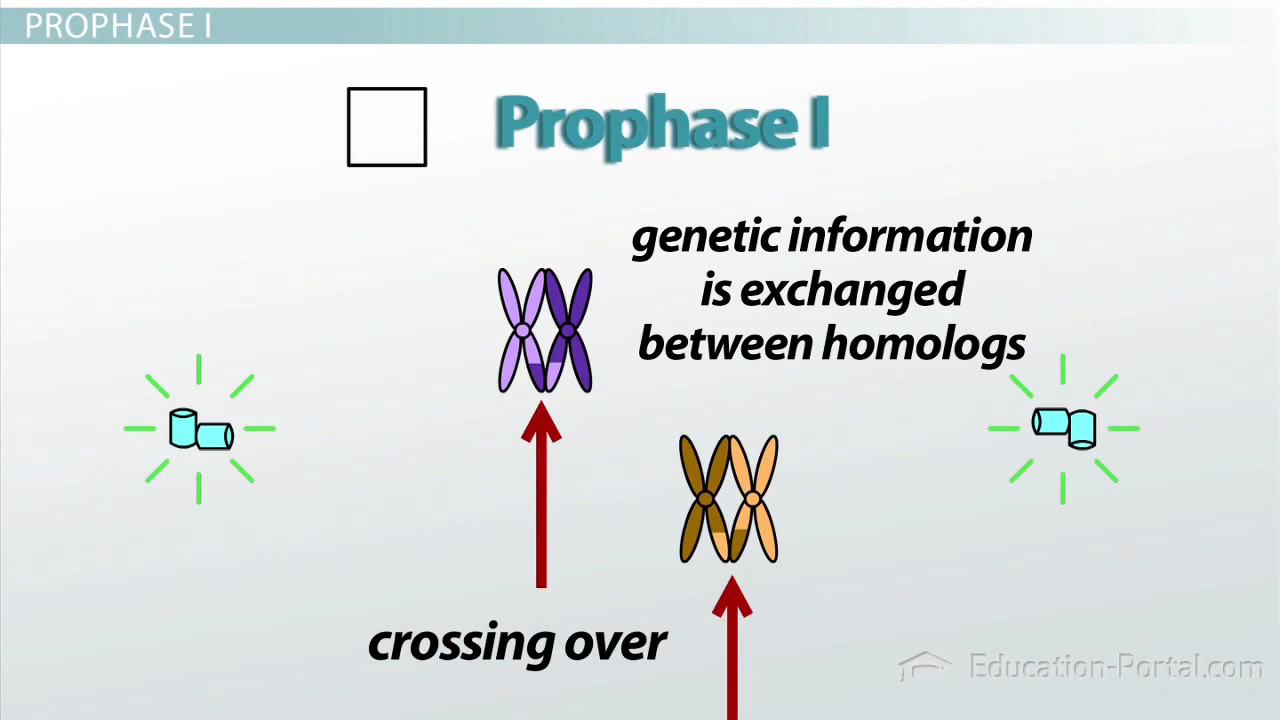 PROPHASE I
Prophase I
genetic information
is exchanged
between homologs
crossing over
Education-Portal.com